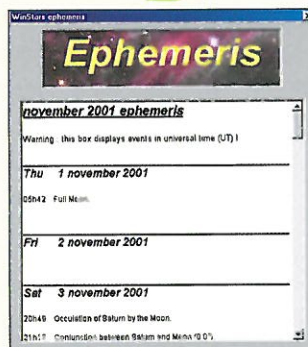 WinStars ephemeris
Ephemeris
november 2001 ephemeris
Warning : this box displays events in universal time (UT) !
Thu 1 november 2001
05h42 Full Moon.
Fri 2 november 2001
Sat 3 november 2001
20h49 Occulation of Saturn by the Moon.
21h17 Conjunction between Saturn and Moon